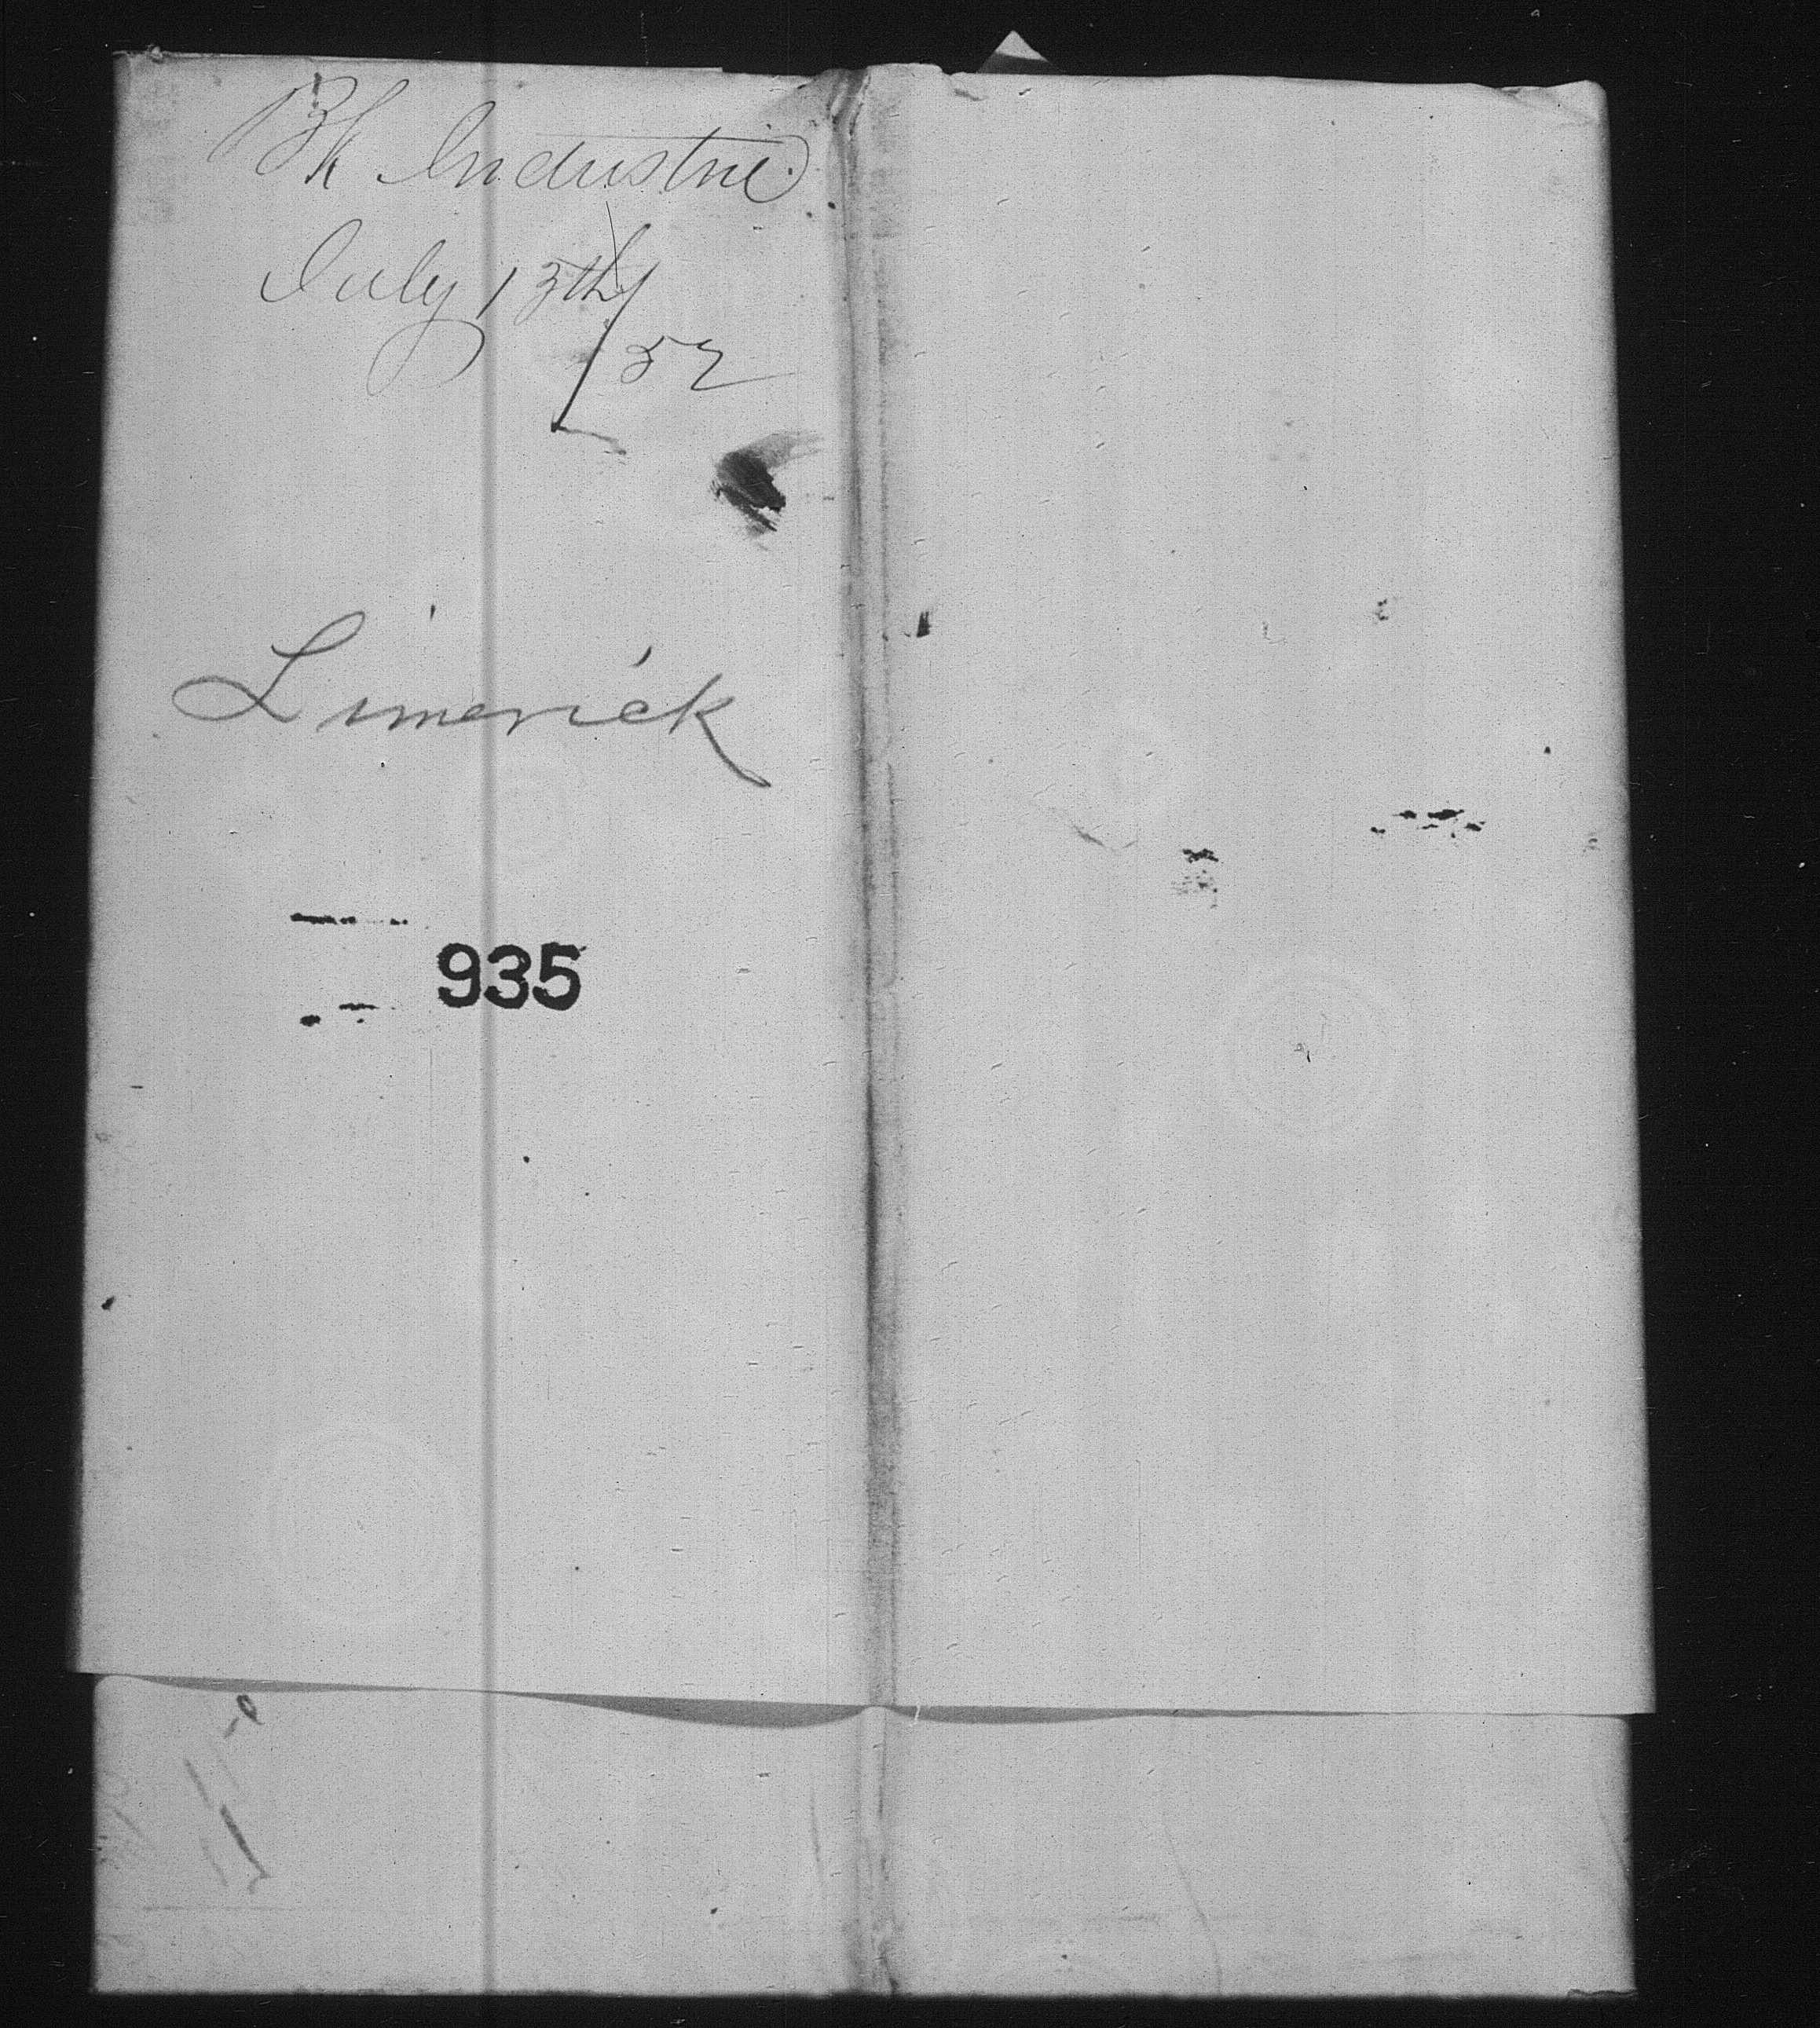 Bk Industrie
July 13th
/52
Limerick
935